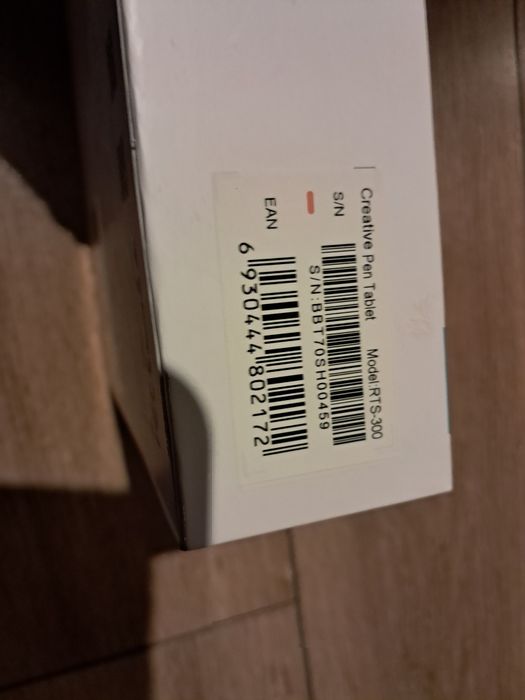 Creative Pen Tablet Model:RTS-300
S/N
S/N:BBT70SH00459
EAN
6 930444 802172